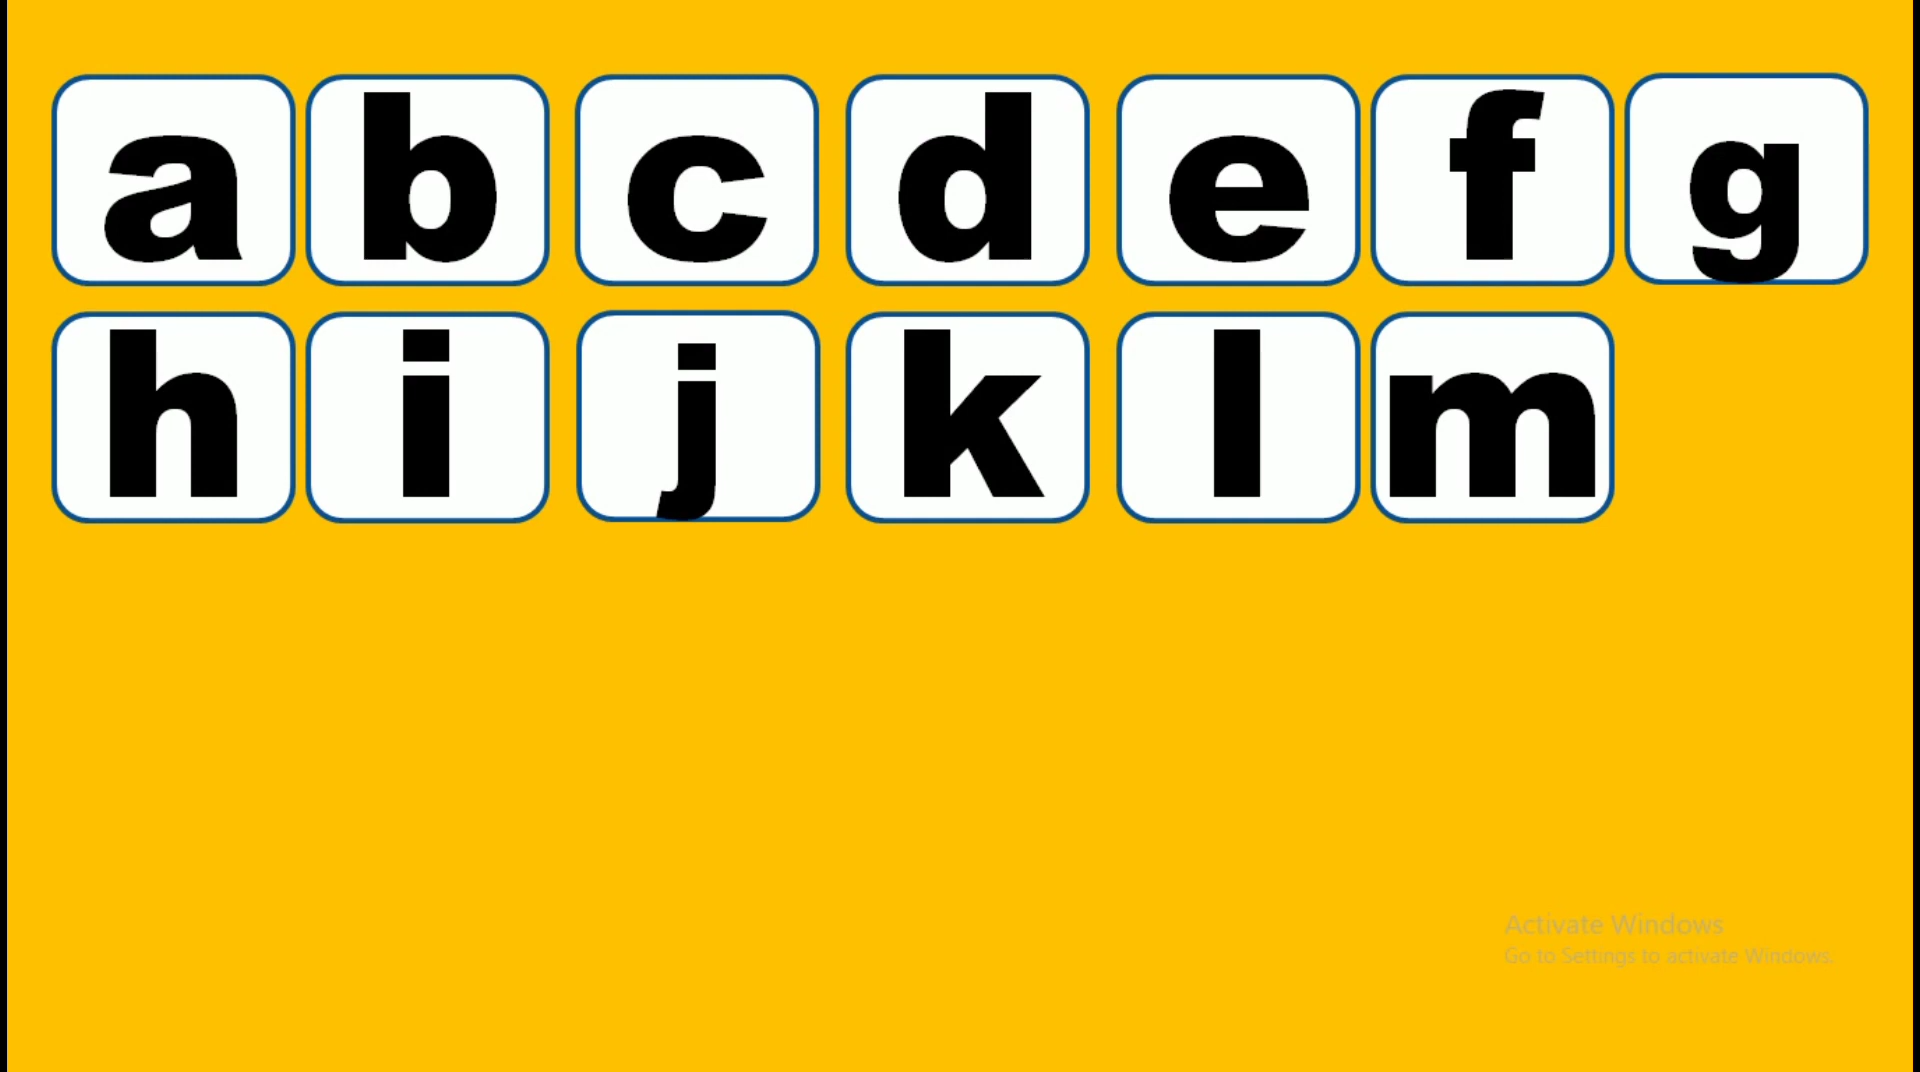 a b c d e f g
h i j k l m
Activate Windows
Go to Settings to activate Windows.